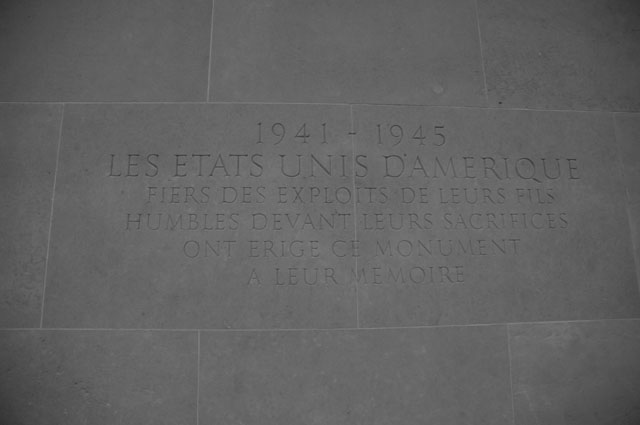 1941 - 1945
LES ETATS UNIS D'AMERIQUE
FIERS DES EXPLOITS DE LEURS FILS
HUMBLES DEVANT LEURS SACRIFICES
ONT ERIGE CE MONUMENT
A LEUR MEMOIRE